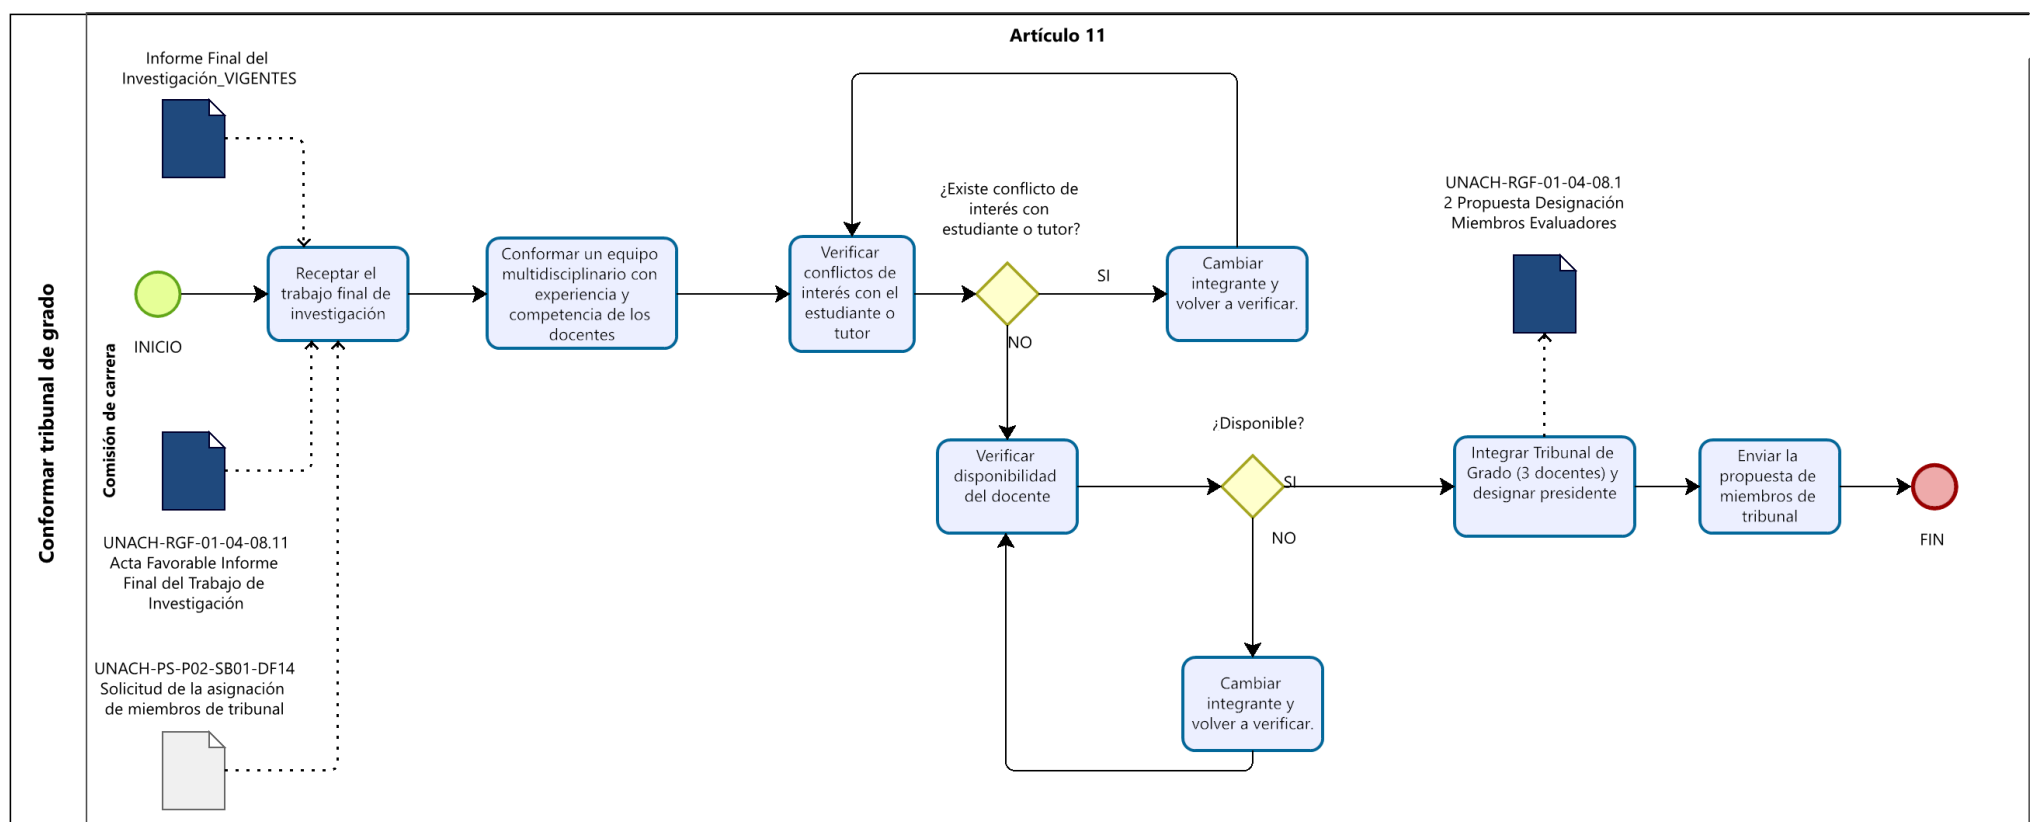 Artículo 11
Conformar tribunal de grado
Comisión de carrera
Informe Final del
Investigación_VIGENTES
INICIO
Receptar el
trabajo final de
investigación
UNACH-RGF-01-04-08.11
Acta Favorable Informe
Final del Trabajo de
Investigación
UNACH-PS-P02-SB01-DF14
Solicitud de la asignación
de miembros de tribunal
Conformar un equipo
multidisciplinario con
experiencia y
competencia de los
docentes
Verificar
conflictos de
interés con el
estudiante o
tutor
¿Existe conflicto de
interés con
estudiante o tutor?
SI
NO
Cambiar
integrante y
volver a verificar.
Verificar
disponibilidad
del docente
¿Disponible?
SI
NO
Cambiar
integrante y
volver a verificar.
UNACH-RGF-01-04-08.1
2 Propuesta Designación
Miembros Evaluadores
Integrar Tribunal de
Grado (3 docentes) y
designar presidente
Enviar la
propuesta de
miembros de
tribunal
FIN